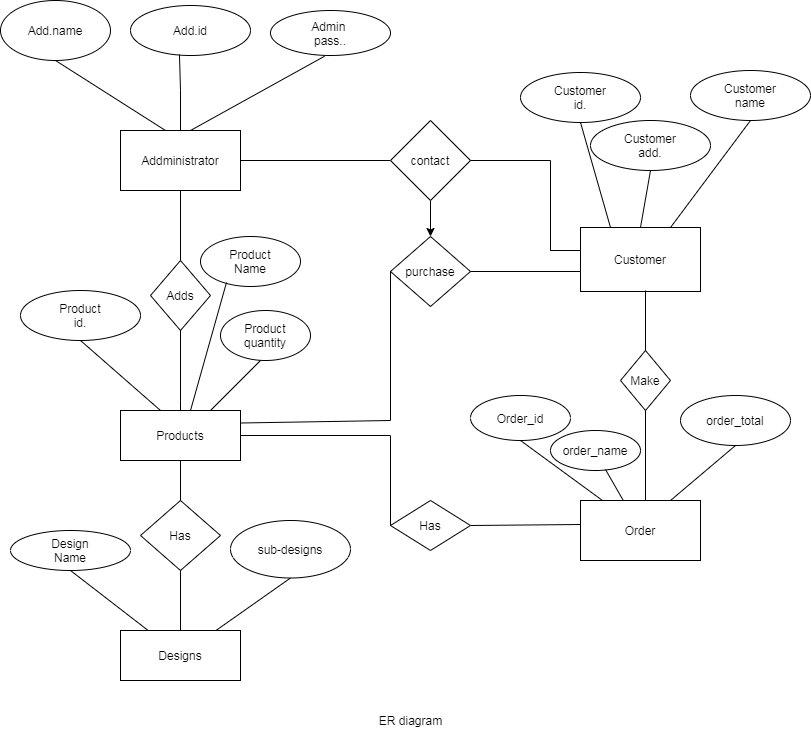 Add.name
Add.id
Admin
pass..
Customer
id.
Customer
name
Customer
add.
Addministrator
contact
Customer
Product
Name
purchase
Adds
Product
id.
Product
quantity
Make
Order_id
order_name
order_total
Products
Has
Order
Design
Name
Has
sub-designs
Designs
ER diagram